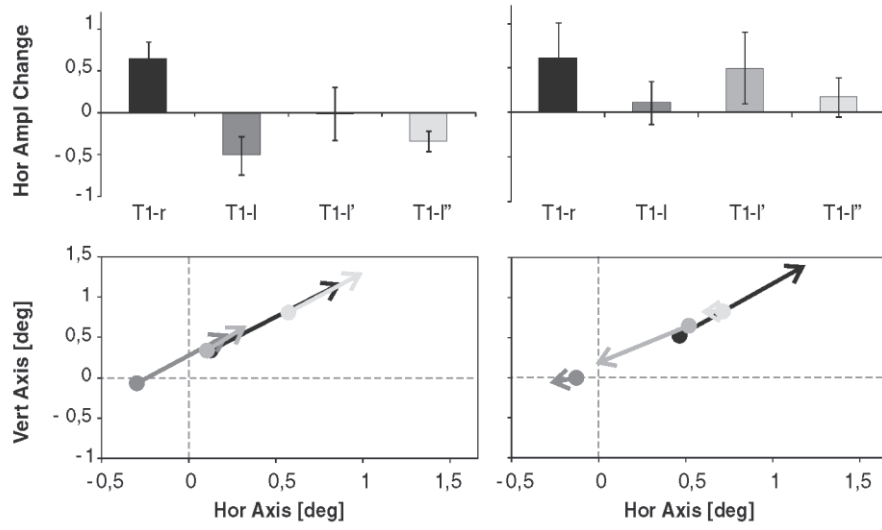 Hor Ampl Change
1
0,5
0
- 0,5
-1
T1-r T1-l T1-l’ T1-l”
T1-r T1-l T1-l’ T1-l”
Vert Axis [deg]
1,5
1
0,5
0
- 0,5
-1
-0,5 0 0,5 1 1,5
-0,5 0 0,5 1 1,5
Hor Axis [deg]
Hor Axis [deg]